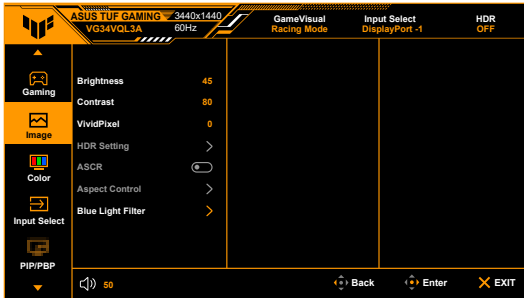 ASUS TUF GAMING 3440x1440
VG34VQL3A 60Hz
GameVisual
Racing Mode
Input Select
DisplayPort -1
HDR
OFF
Gaming
Image
Color
Input Select
PIP/PBP
Brightness 45
Contrast 80
VividPixel 0
HDR Setting
ASCR
Aspect Control
Blue Light Filter
50
Back
Enter
EXIT